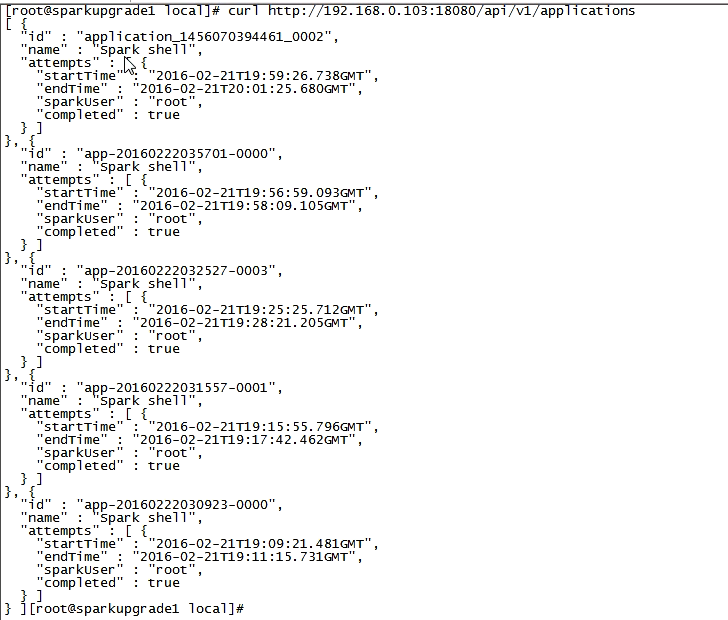 [root@sparkupgrade1 local]# curl http://192.168.0.103:18080/api/v1/applications
[ {
  "id" : "application_1456070394461_0002",
  "name" : "Spark shell",
  "attempts" : [ {
    "startTime" : "2016-02-21T19:59:26.738GMT",
    "endTime" : "2016-02-21T20:01:25.680GMT",
    "sparkUser" : "root",
    "completed" : true
  } ]
}, {
  "id" : "app-20160222035701-0000",
  "name" : "Spark shell",
  "attempts" : [ {
    "startTime" : "2016-02-21T19:56:59.093GMT",
    "endTime" : "2016-02-21T19:58:09.105GMT",
    "sparkUser" : "root",
    "completed" : true
  } ]
}, {
  "id" : "app-20160222032527-0003",
  "name" : "Spark shell",
  "attempts" : [ {
    "startTime" : "2016-02-21T19:25:25.712GMT",
    "endTime" : "2016-02-21T19:28:21.205GMT",
    "sparkUser" : "root",
    "completed" : true
  } ]
}, {
  "id" : "app-20160222031557-0001",
  "name" : "Spark shell",
  "attempts" : [ {
    "startTime" : "2016-02-21T19:15:55.796GMT",
    "endTime" : "2016-02-21T19:17:42.462GMT",
    "sparkUser" : "root",
    "completed" : true
  } ]
}, {
  "id" : "app-20160222030923-0000",
  "name" : "Spark shell",
  "attempts" : [ {
    "startTime" : "2016-02-21T19:09:21.481GMT",
    "endTime" : "2016-02-21T19:11:15.731GMT",
    "sparkUser" : "root",
    "completed" : true
  } ]
} ][root@sparkupgrade1 local]#